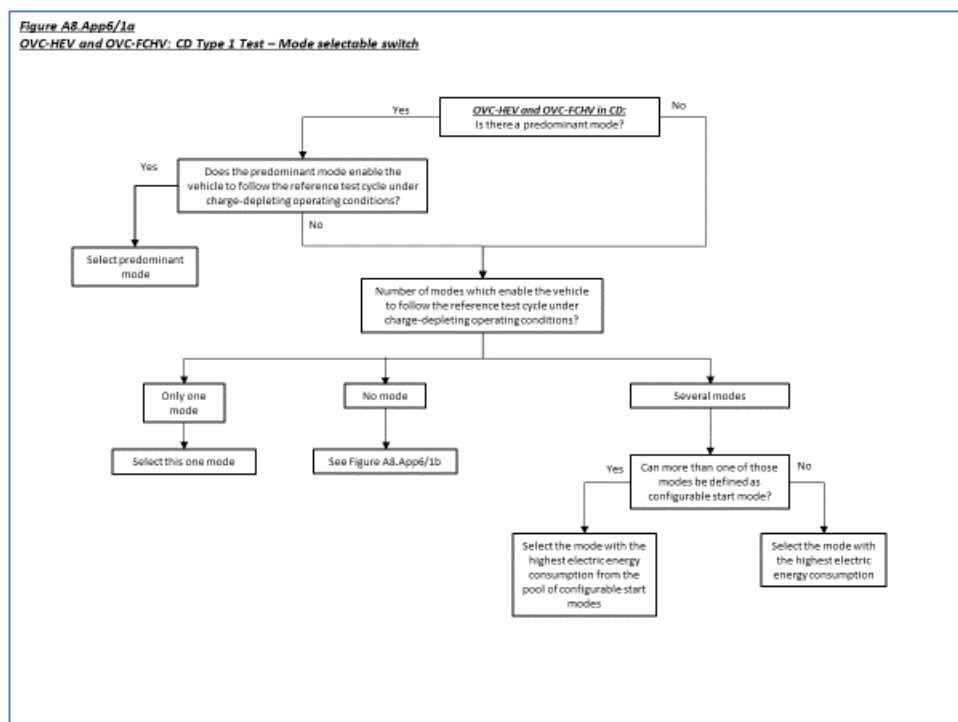 Figure A8.App6/1a
OVC-HEV and OVC-FCHV: CD Type 1 Test – Mode selectable switch
Yes
OVC-HEV and OVC-FCHV in CD:
Is there a predominant mode?
No
Yes
Does the predominant mode enable the
vehicle to follow the reference test cycle under
charge-depleting operating conditions?
No
Select predominant
mode
Number of modes which enable the vehicle
to follow the reference test cycle under
charge-depleting operating conditions?
Only one
mode
No mode
Several modes
Select this one mode
See Figure A8.App6/1b
Yes
Can more than one of those
modes be defined as
configurable start mode?
No
Select the mode with the
highest electric energy
consumption from the
pool of configurable start
modes
Select the mode with
the highest electric
energy consumption